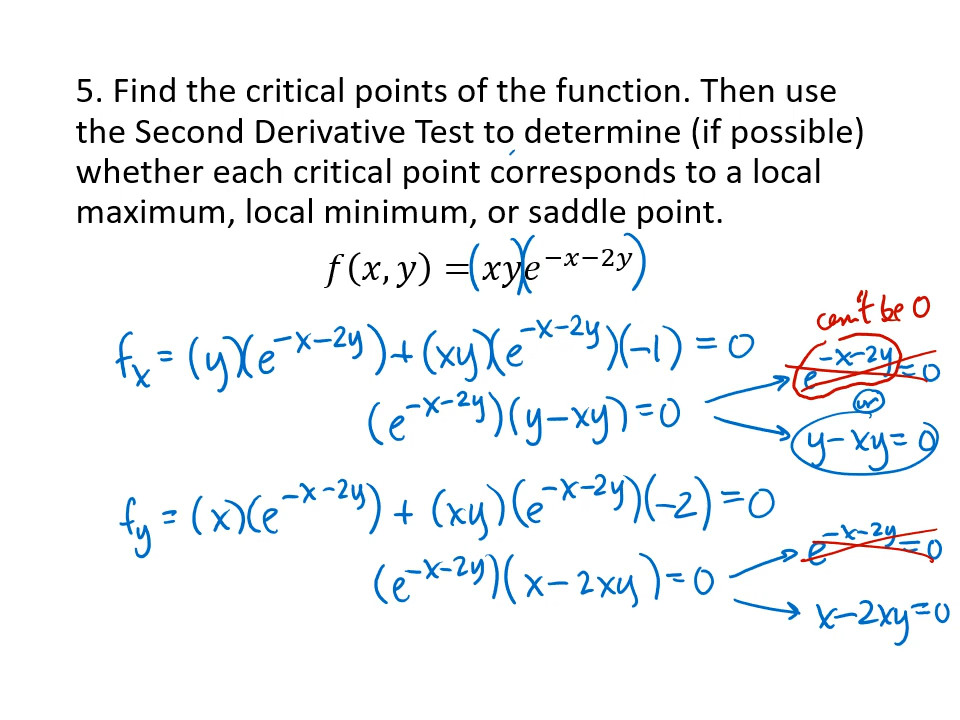 5. Find the critical points of the function. Then use
the Second Derivative Test to determine (if possible)
whether each critical point corresponds to a local
maximum, local minimum, or saddle point.
f(x, y) = (xy)(e^{−x−2y})
can't be 0
f_x = (y)(e^{-x-2y}) + (xy)(e^{-x-2y})(-1) = 0
e^{-x-2y} = 0
or
(e^{-x-2y})(y-xy) = 0
y-xy = 0
f_y = (x)(e^{-x-2y}) + (xy)(e^{-x-2y})(-2) = 0
e^{-x-2y} = 0
(e^{-x-2y})(x-2xy) = 0
x-2xy = 0